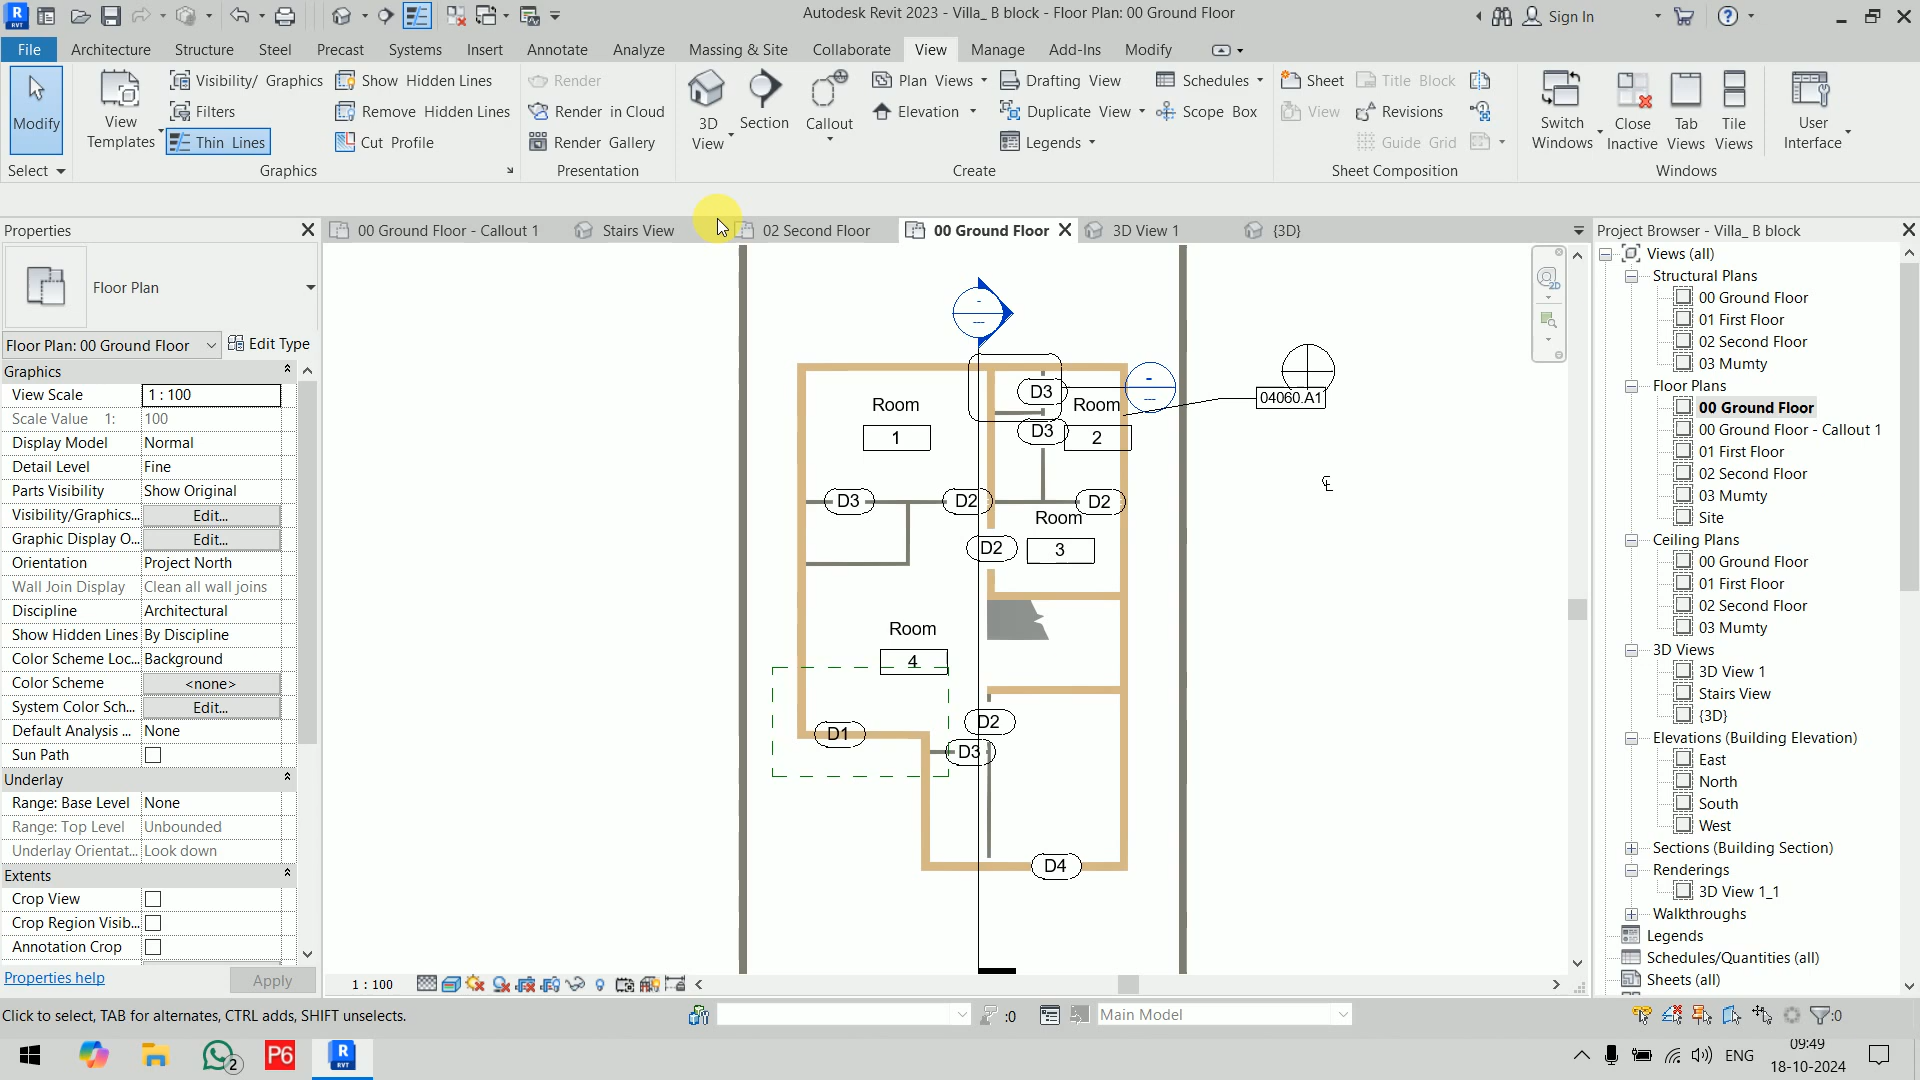 Autodesk Revit 2023 - Villa_ B block - Floor Plan: 00 Ground Floor
Sign In
File Architecture Structure Steel Precast Systems Insert Annotate Analyze Massing & Site Collaborate View Manage Add-Ins Modify
Modify
View Templates
Visibility/ Graphics
Filters
Thin Lines
Show Hidden Lines
Remove Hidden Lines
Cut Profile
Render
Render in Cloud
Render Gallery
3D View
Section
Callout
Plan Views
Elevation
Drafting View
Duplicate View
Legends
Schedules
Scope Box
Sheet
View
Title Block
Revisions
Guide Grid
Switch Windows
Close Inactive
Tab Views
Tile Views
User Interface
Select
Graphics
Presentation
Create
Sheet Composition
Windows
Properties
00 Ground Floor - Callout 1
Stairs View
02 Second Floor
00 Ground Floor
3D View 1
{3D}
Project Browser - Villa_ B block
Floor Plan
Floor Plan: 00 Ground Floor
Edit Type
Graphics
View Scale 1 : 100
Scale Value 1: 100
Display Model Normal
Detail Level Fine
Parts Visibility Show Original
Visibility/Graphics... Edit...
Graphic Display O... Edit...
Orientation Project North
Wall Join Display Clean all wall joins
Discipline Architectural
Show Hidden Lines By Discipline
Color Scheme Loc... Background
Color Scheme <none>
System Color Sch... Edit...
Default Analysis ... None
Sun Path
Underlay
Range: Base Level None
Range: Top Level Unbounded
Underlay Orientat... Look down
Extents
Crop View
Crop Region Visib...
Annotation Crop
Properties help
Apply
D3
Room
Room
04060.A1
1
D3
2
D3
D2
D2
Room
D2
3
Room
4
D2
D1
D3
D4
2D
Views (all)
Structural Plans
00 Ground Floor
01 First Floor
02 Second Floor
03 Mumty
Floor Plans
00 Ground Floor
00 Ground Floor - Callout 1
01 First Floor
02 Second Floor
03 Mumty
Site
Ceiling Plans
00 Ground Floor
01 First Floor
02 Second Floor
03 Mumty
3D Views
3D View 1
Stairs View
{3D}
Elevations (Building Elevation)
East
North
South
West
Sections (Building Section)
Renderings
3D View 1_1
Walkthroughs
Legends
Schedules/Quantities (all)
Sheets (all)
1 : 100
Click to select, TAB for alternates, CTRL adds, SHIFT unselects.
:0
Main Model
:0
2
P6
R
RVT
ENG
09:49
18-10-2024